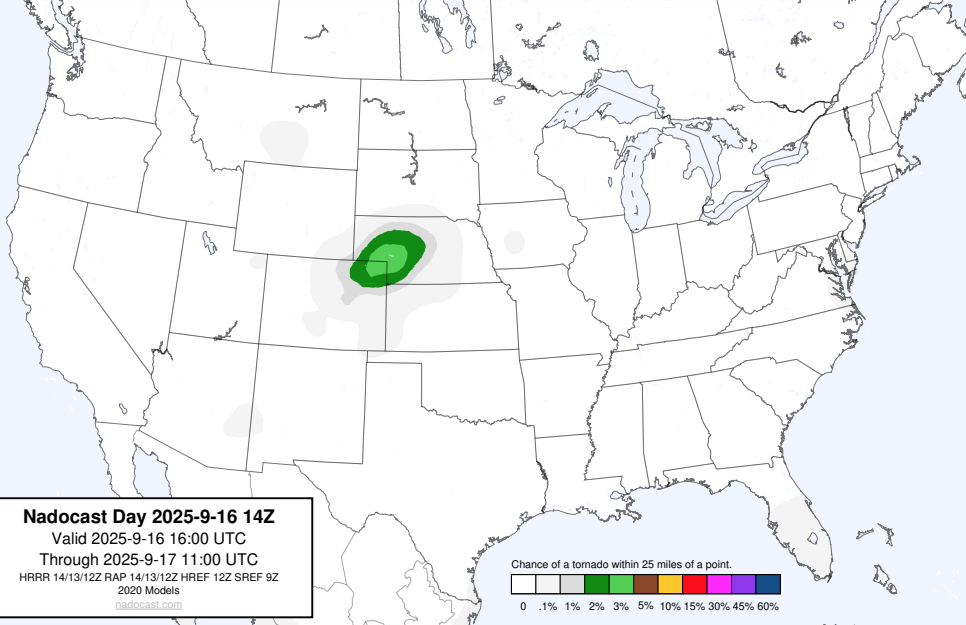 Nadocast Day 2025-9-16 14Z
Valid 2025-9-16 16:00 UTC
Through 2025-9-17 11:00 UTC
HRRR 14/13/12Z RAP 14/13/12Z HREF 12Z SREF 9Z
2020 Models
nadocast.com
Chance of a tornado within 25 miles of a point.
0 .1% 1% 2% 3% 5% 10% 15% 30% 45% 60%